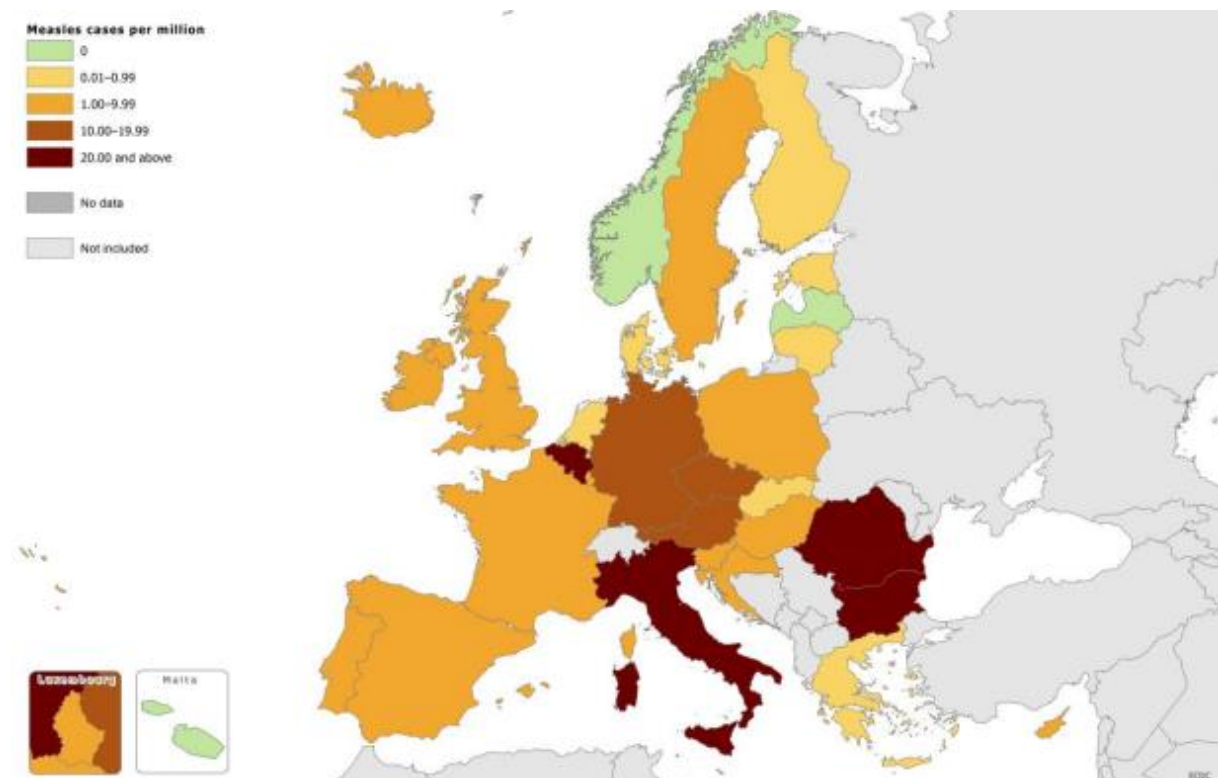 Measles cases per million
0
0.01–0.99
1.00–9.99
10.00–19.99
20.00 and above
No data
Not included
Luxembourg
Malta